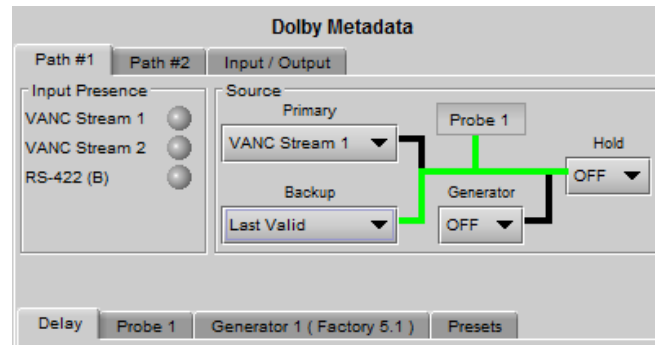 Dolby Metadata
Path #1
Path #2
Input / Output
Input Presence
VANC Stream 1
VANC Stream 2
RS-422 (B)
Source
Primary
VANC Stream 1
Probe 1
Hold
OFF
Backup
Last Valid
Generator
OFF
Delay
Probe 1
Generator 1 ( Factory 5.1 )
Presets